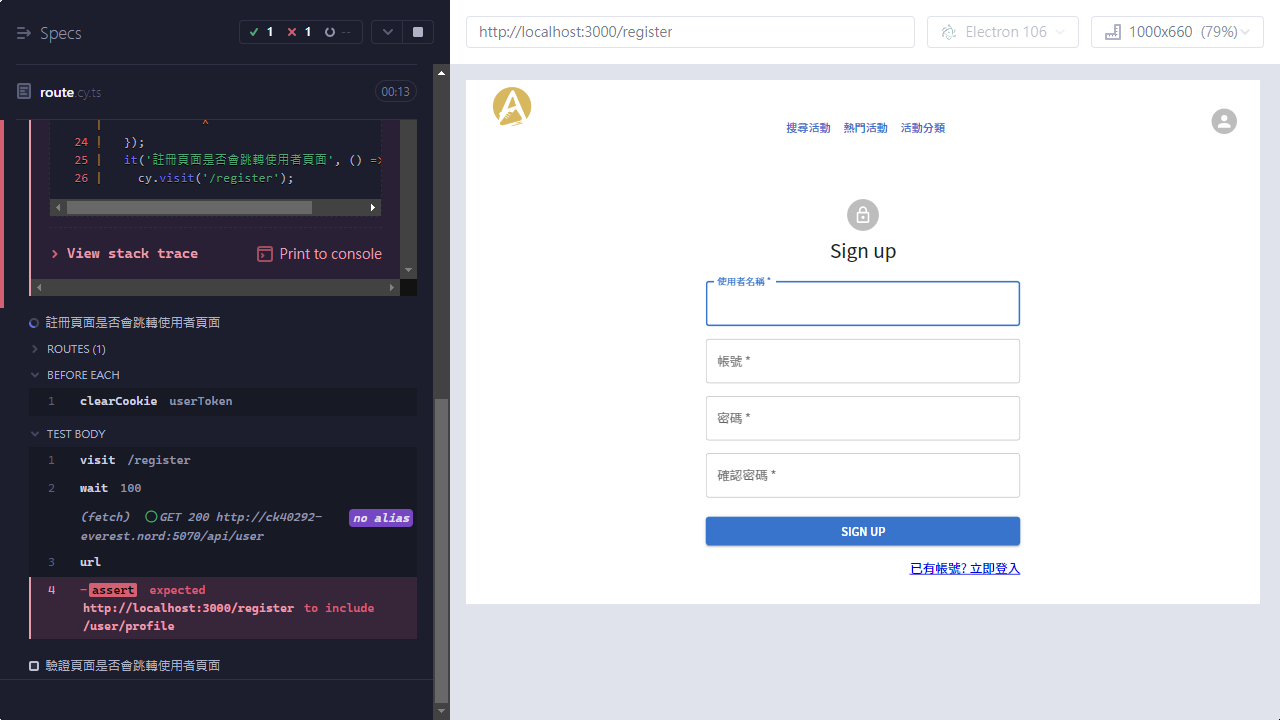 Specs
1 1 --
route.cy.ts 00:13
| ^
24 | });
25 | it('註冊頁面是否會跳轉使用者頁面', () =>
26 | cy.visit('/register');
View stack trace
Print to console
註冊頁面是否會跳轉使用者頁面
ROUTES (1)
BEFORE EACH
1 clearCookie userToken
TEST BODY
1 visit /register
2 wait 100
(fetch) GET 200 http://ck40292-everest.nord:5070/api/user no alias
3 url
4 -assert expected
http://localhost:3000/register to include
/user/profile
驗證頁面是否會跳轉使用者頁面
http://localhost:3000/register
Electron 106
1000x660 (79%)
搜尋活動 熱門活動 活動分類
Sign up
使用者名稱 *
帳號 *
密碼 *
確認密碼 *
SIGN UP
已有帳號? 立即登入